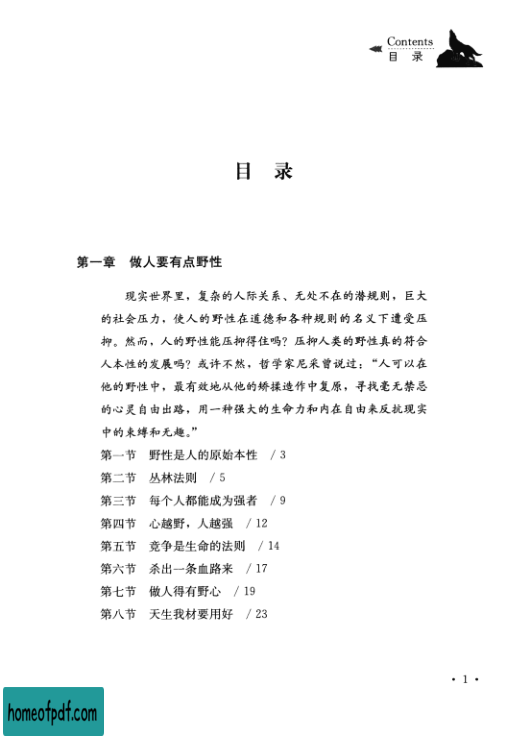 Contents
目 录
目 录
第一章 做人要有点野性
现实世界里，复杂的人际关系、无处不在的潜规则，巨大
的社会压力，使人的野性在道德和各种规则的名义下遭受压
抑。然而，人的野性能压抑得住吗？压抑人类的野性真的符合
人本性的发展吗？或许不然，哲学家尼采曾说过：“人可以在
他的野性中，最有效地从他的矫揉造作中复原，寻找毫无禁忌
的心灵自由出路，用一种强大的生命力和内在自由来反抗现实
中的束缚和无趣。”
第一节 野性是人的原始本性 / 3
第二节 丛林法则 / 5
第三节 每个人都能成为强者 / 9
第四节 心越野，人越强 / 12
第五节 竞争是生命的法则 / 14
第六节 杀出一条血路来 / 17
第七节 做人得有野心 / 19
第八节 天生我材要用好 / 23
· 1 ·
homeofpdf.com